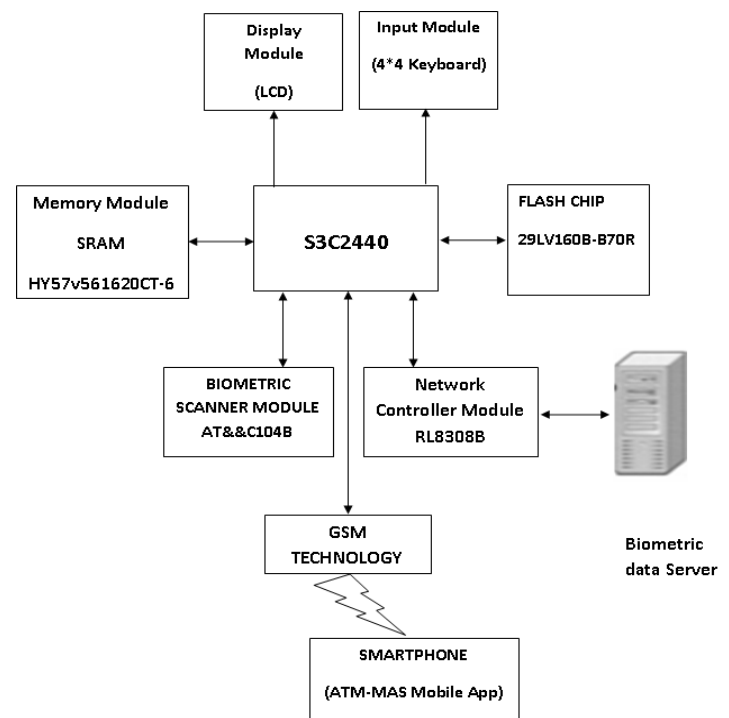 Display
Module
(LCD)
Input Module
(4*4 Keyboard)
Memory Module
SRAM
HY57v561620CT-6
S3C2440
FLASH CHIP
29LV160B-B70R
BIOMETRIC
SCANNER MODULE
AT&&C104B
Network
Controller Module
RL8308B
GSM
TECHNOLOGY
Biometric
data Server
SMARTPHONE
(ATM-MAS Mobile App)